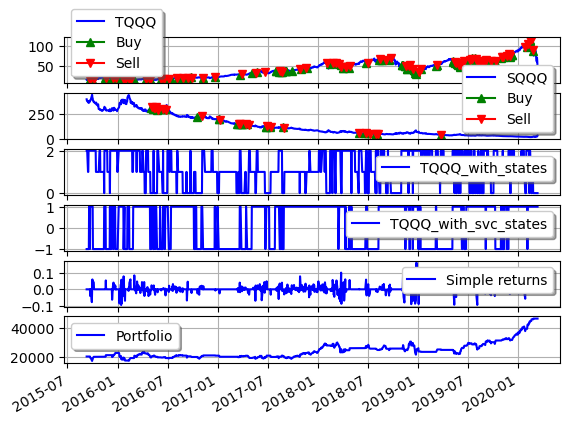 TQQQ
Buy
Sell
100
50
SQQQ
Buy
Sell
250
0
2
0
TQQQ_with_states
1
0
−1
TQQQ_with_svc_states
0.1
0.0
−0.1
Simple returns
40000
20000
Portfolio
2015-07
2016-01
2016-07
2017-01
2017-07
2018-01
2018-07
2019-01
2019-07
2020-01